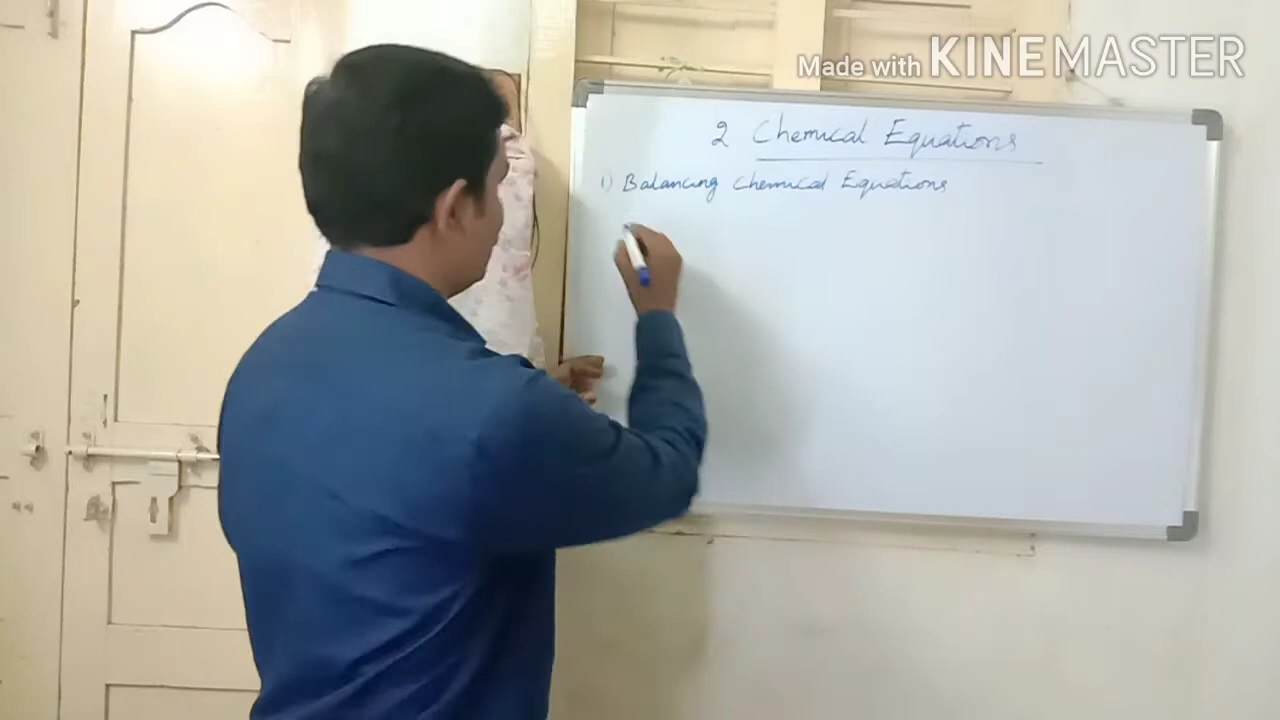 Made with KINEMASTER
2 Chemical Equations
1) Balancing Chemical Equations